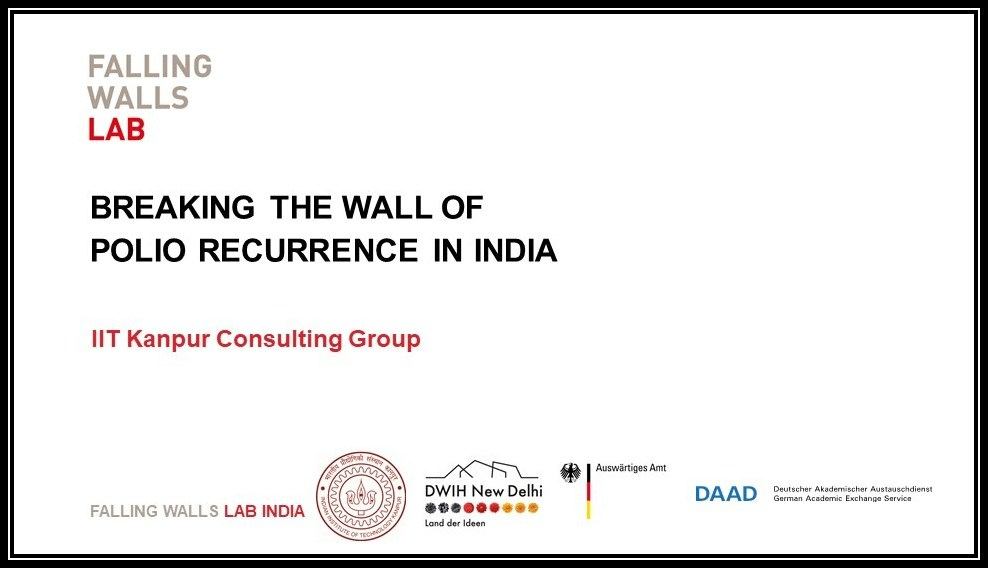 FALLING
WALLS
LAB
BREAKING THE WALL OF
POLIO RECURRENCE IN INDIA
IIT Kanpur Consulting Group
FALLING WALLS LAB INDIA
भारतीय प्रौद्योगिकी संस्थान कानपुर
INDIAN INSTITUTE OF TECHNOLOGY KANPUR
DWIH New Delhi
Land der Ideen
Auswärtiges Amt
DAAD
Deutscher Akademischer Austauschdienst
German Academic Exchange Service